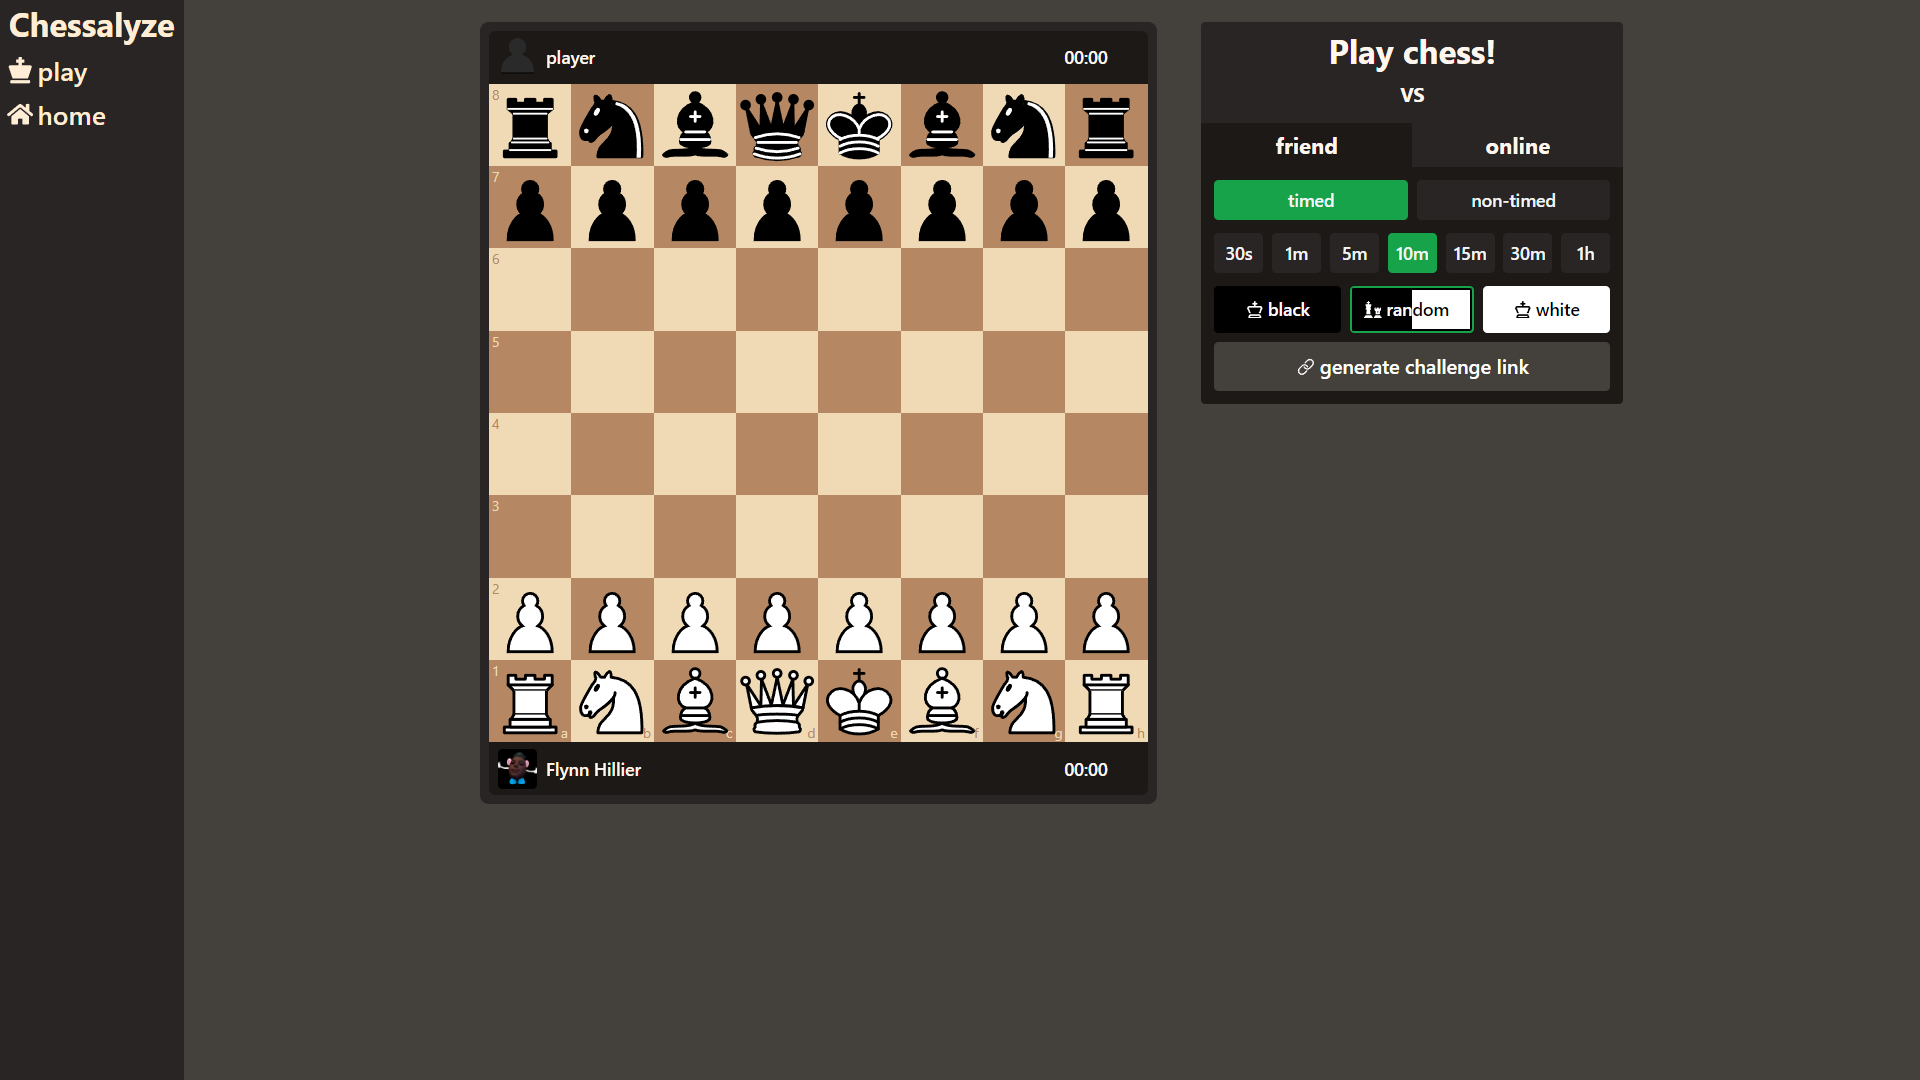 Chessalyze
play
home
player 00:00
8
7
6
5
4
3
2
1
a b c d e f g h
Flynn Hillier 00:00
Play chess!
vs
friend online
timed non-timed
30s 1m 5m 10m 15m 30m 1h
black random white
generate challenge link